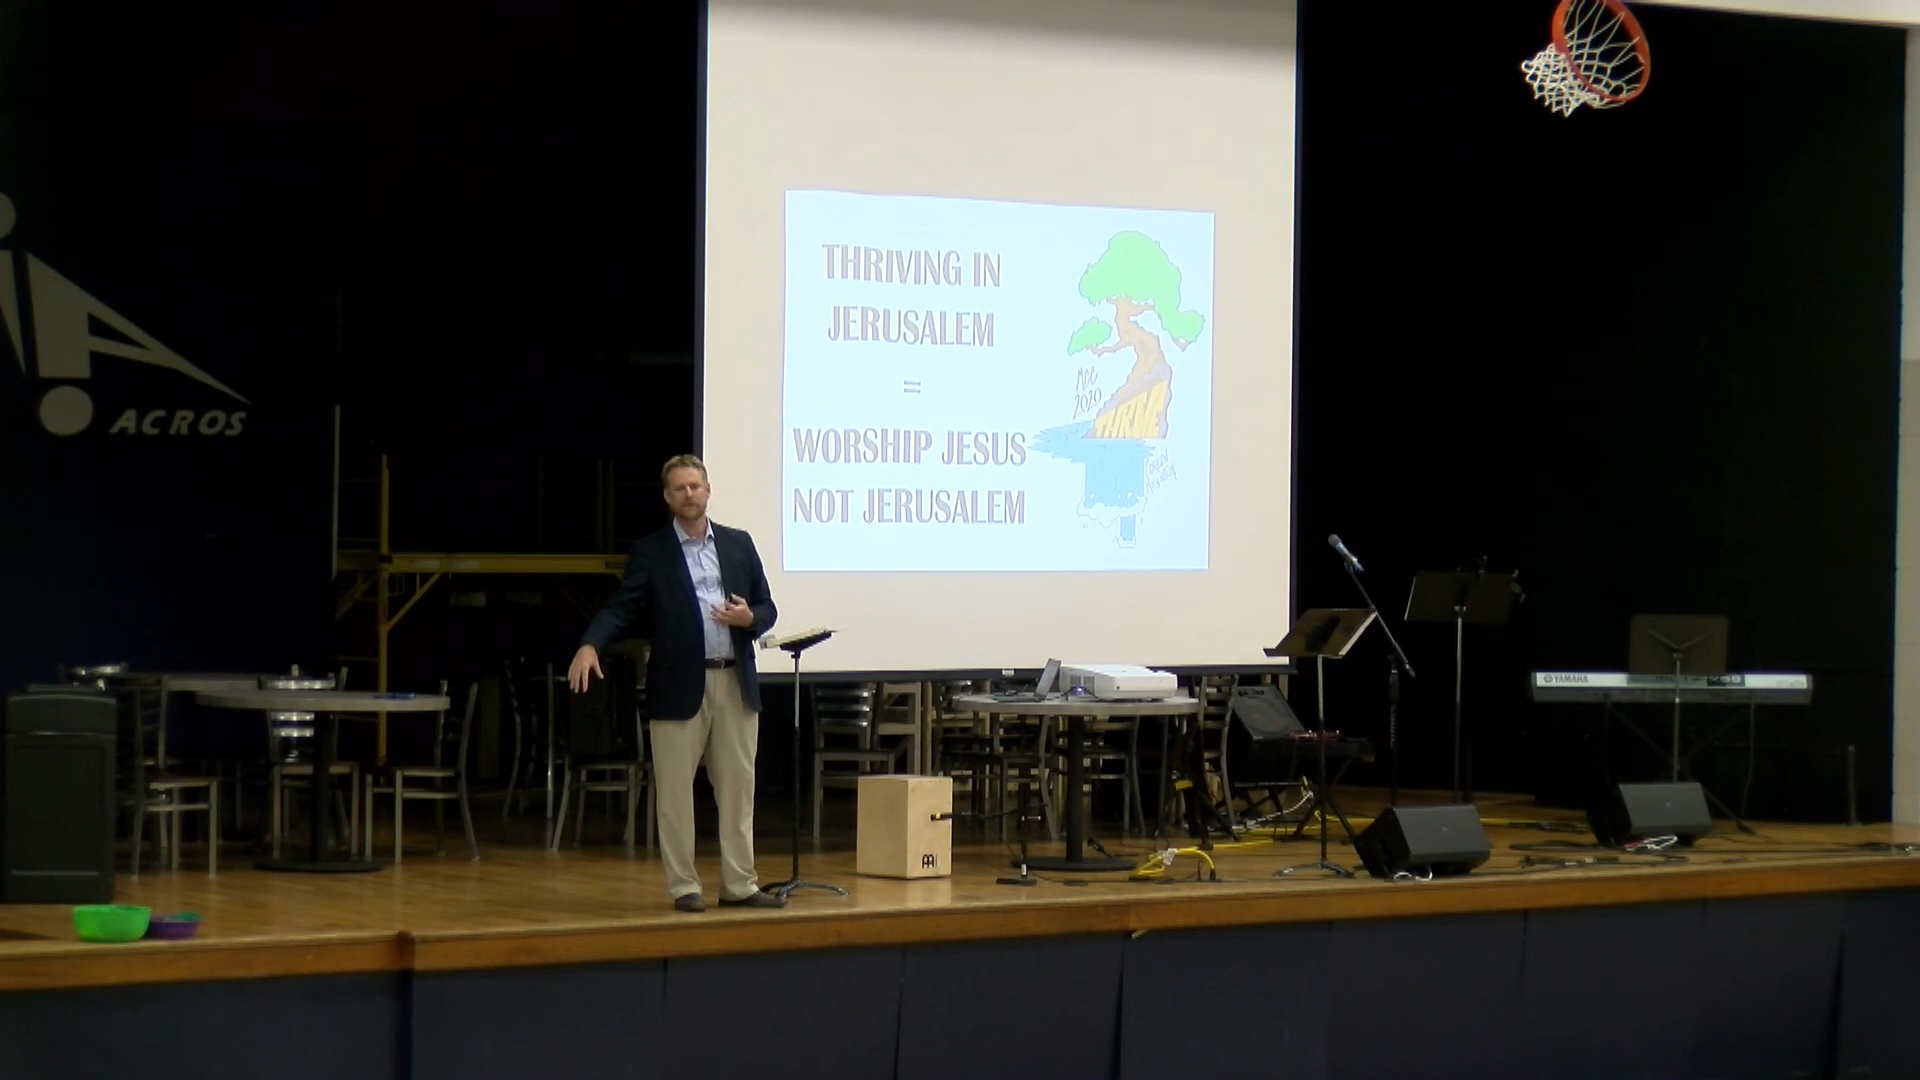 THRIVING IN
JERUSALEM
=
WORSHIP JESUS
NOT JERUSALEM
MCC
2020
THRIVE
ACROS
YAMAHA